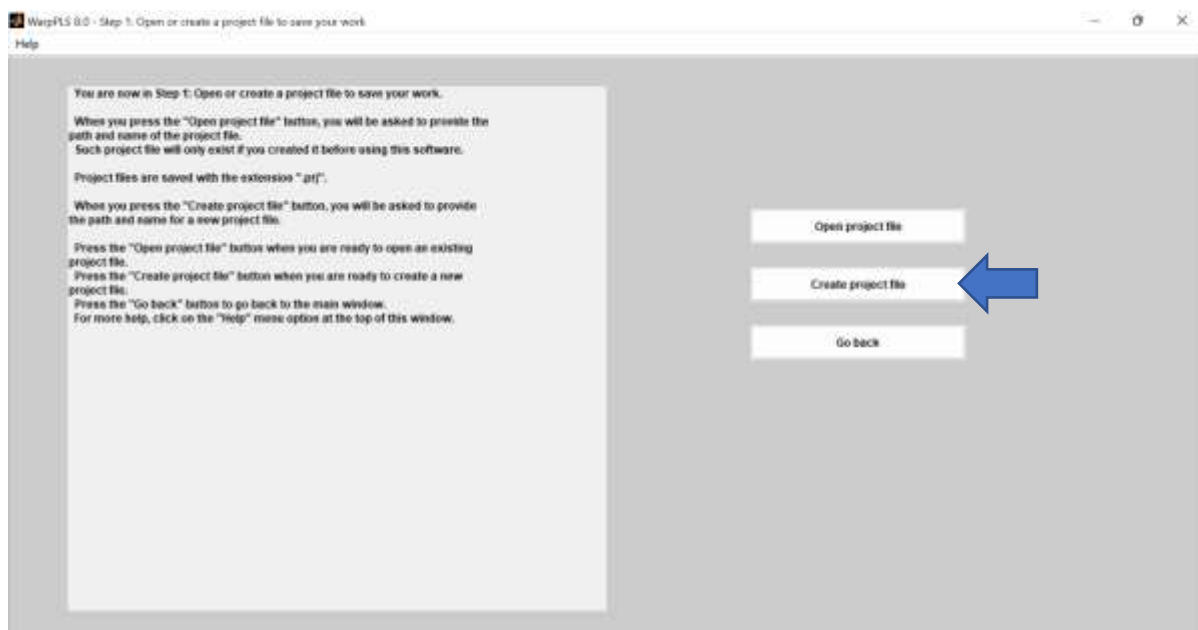 WarpPLS 8.0 - Step 1: Open or create a project file to save your work
Help
You are now in Step 1: Open or create a project file to save your work.
When you press the "Open project file" button, you will be asked to provide the
path and name of the project file.
Such project file will only exist if you created it before using this software.
Project files are saved with the extension ".prj".
When you press the "Create project file" button, you will be asked to provide
the path and name for a new project file.
Press the "Open project file" button when you are ready to open an existing
project file.
Press the "Create project file" button when you are ready to create a new
project file.
Press the "Go back" button to go back to the main window.
For more help, click on the "Help" menu option at the top of this window.
Open project file
Create project file
Go back